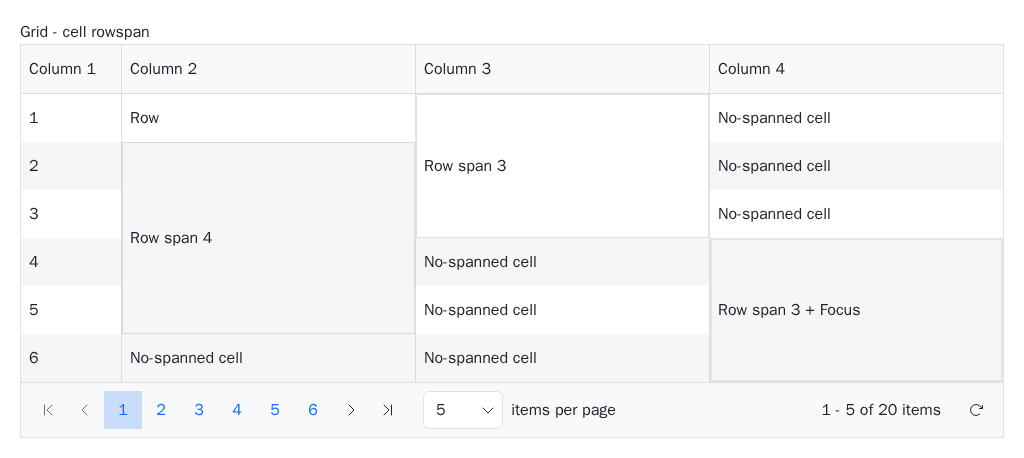 Grid - cell rowspan
Column 1 Column 2 Column 3 Column 4
1 Row No-spanned cell
2 Row span 3 No-spanned cell
3 No-spanned cell
Row span 4
4 No-spanned cell
5 No-spanned cell Row span 3 + Focus
6 No-spanned cell No-spanned cell
1 2 3 4 5 6 5 items per page 1 - 5 of 20 items